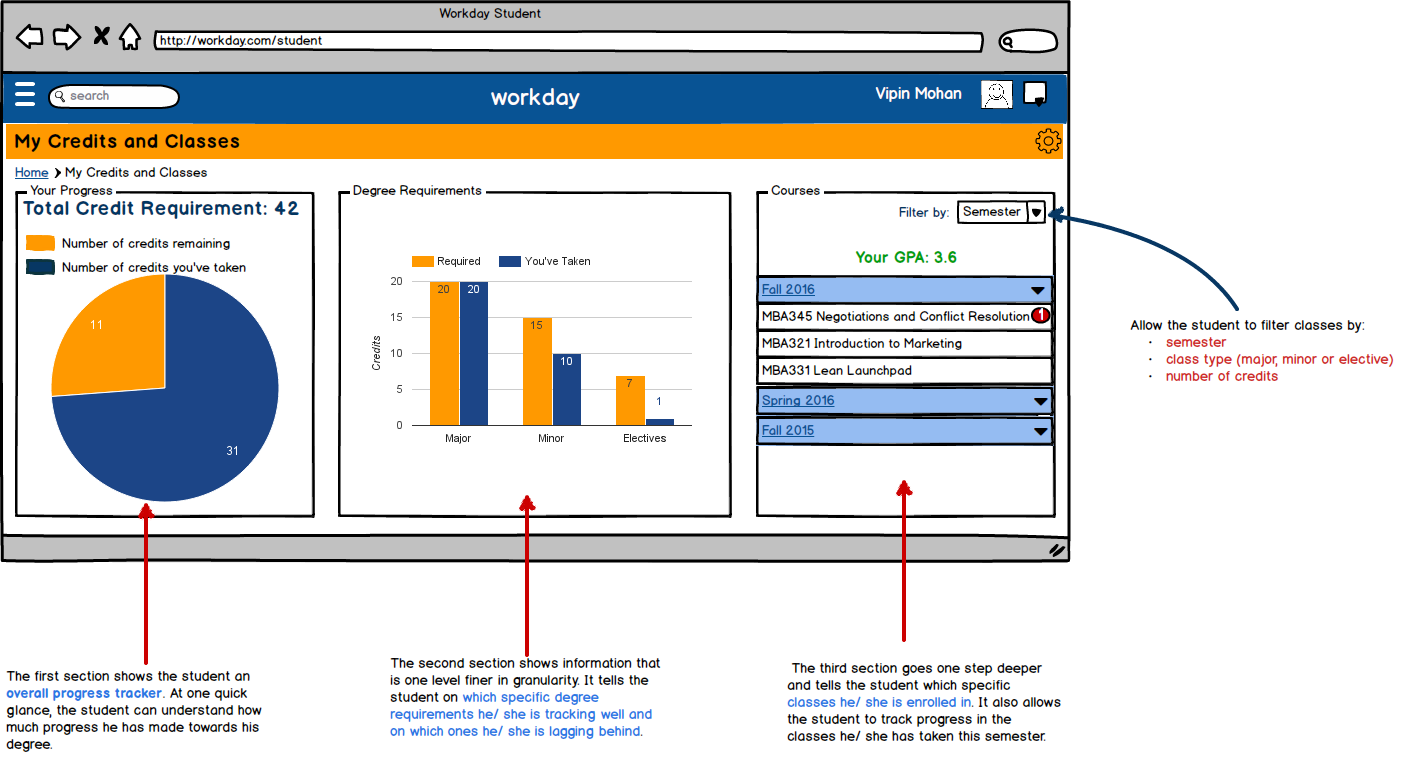 Workday Student
http://workday.com/student
search
workday
Vipin Mohan
My Credits and Classes
Home
My Credits and Classes
Your Progress
Total Credit Requirement: 42
Number of credits remaining
Number of credits you've taken
11
31
Degree Requirements
Required
You've Taken
Credits
20
15
10
5
0
20
20
15
10
7
1
Major
Minor
Electives
Courses
Filter by:
Semester
Your GPA: 3.6
Fall 2016
MBA345 Negotiations and Conflict Resolution
1
MBA321 Introduction to Marketing
MBA331 Lean Launchpad
Spring 2016
Fall 2015
Allow the student to filter classes by:
· semester
· class type (major, minor or elective)
· number of credits
The first section shows the student an
overall progress tracker. At one quick
glance, the student can understand how
much progress he has made towards his
degree.
The second section shows information that
is one level finer in granularity. It tells the
student on which specific degree
requirements he/ she is tracking well and
on which ones he/ she is lagging behind.
The third section goes one step deeper
and tells the student which specific
classes he/ she is enrolled in. It also allows
the student to track progress in the
classes he/ she has taken this semester.